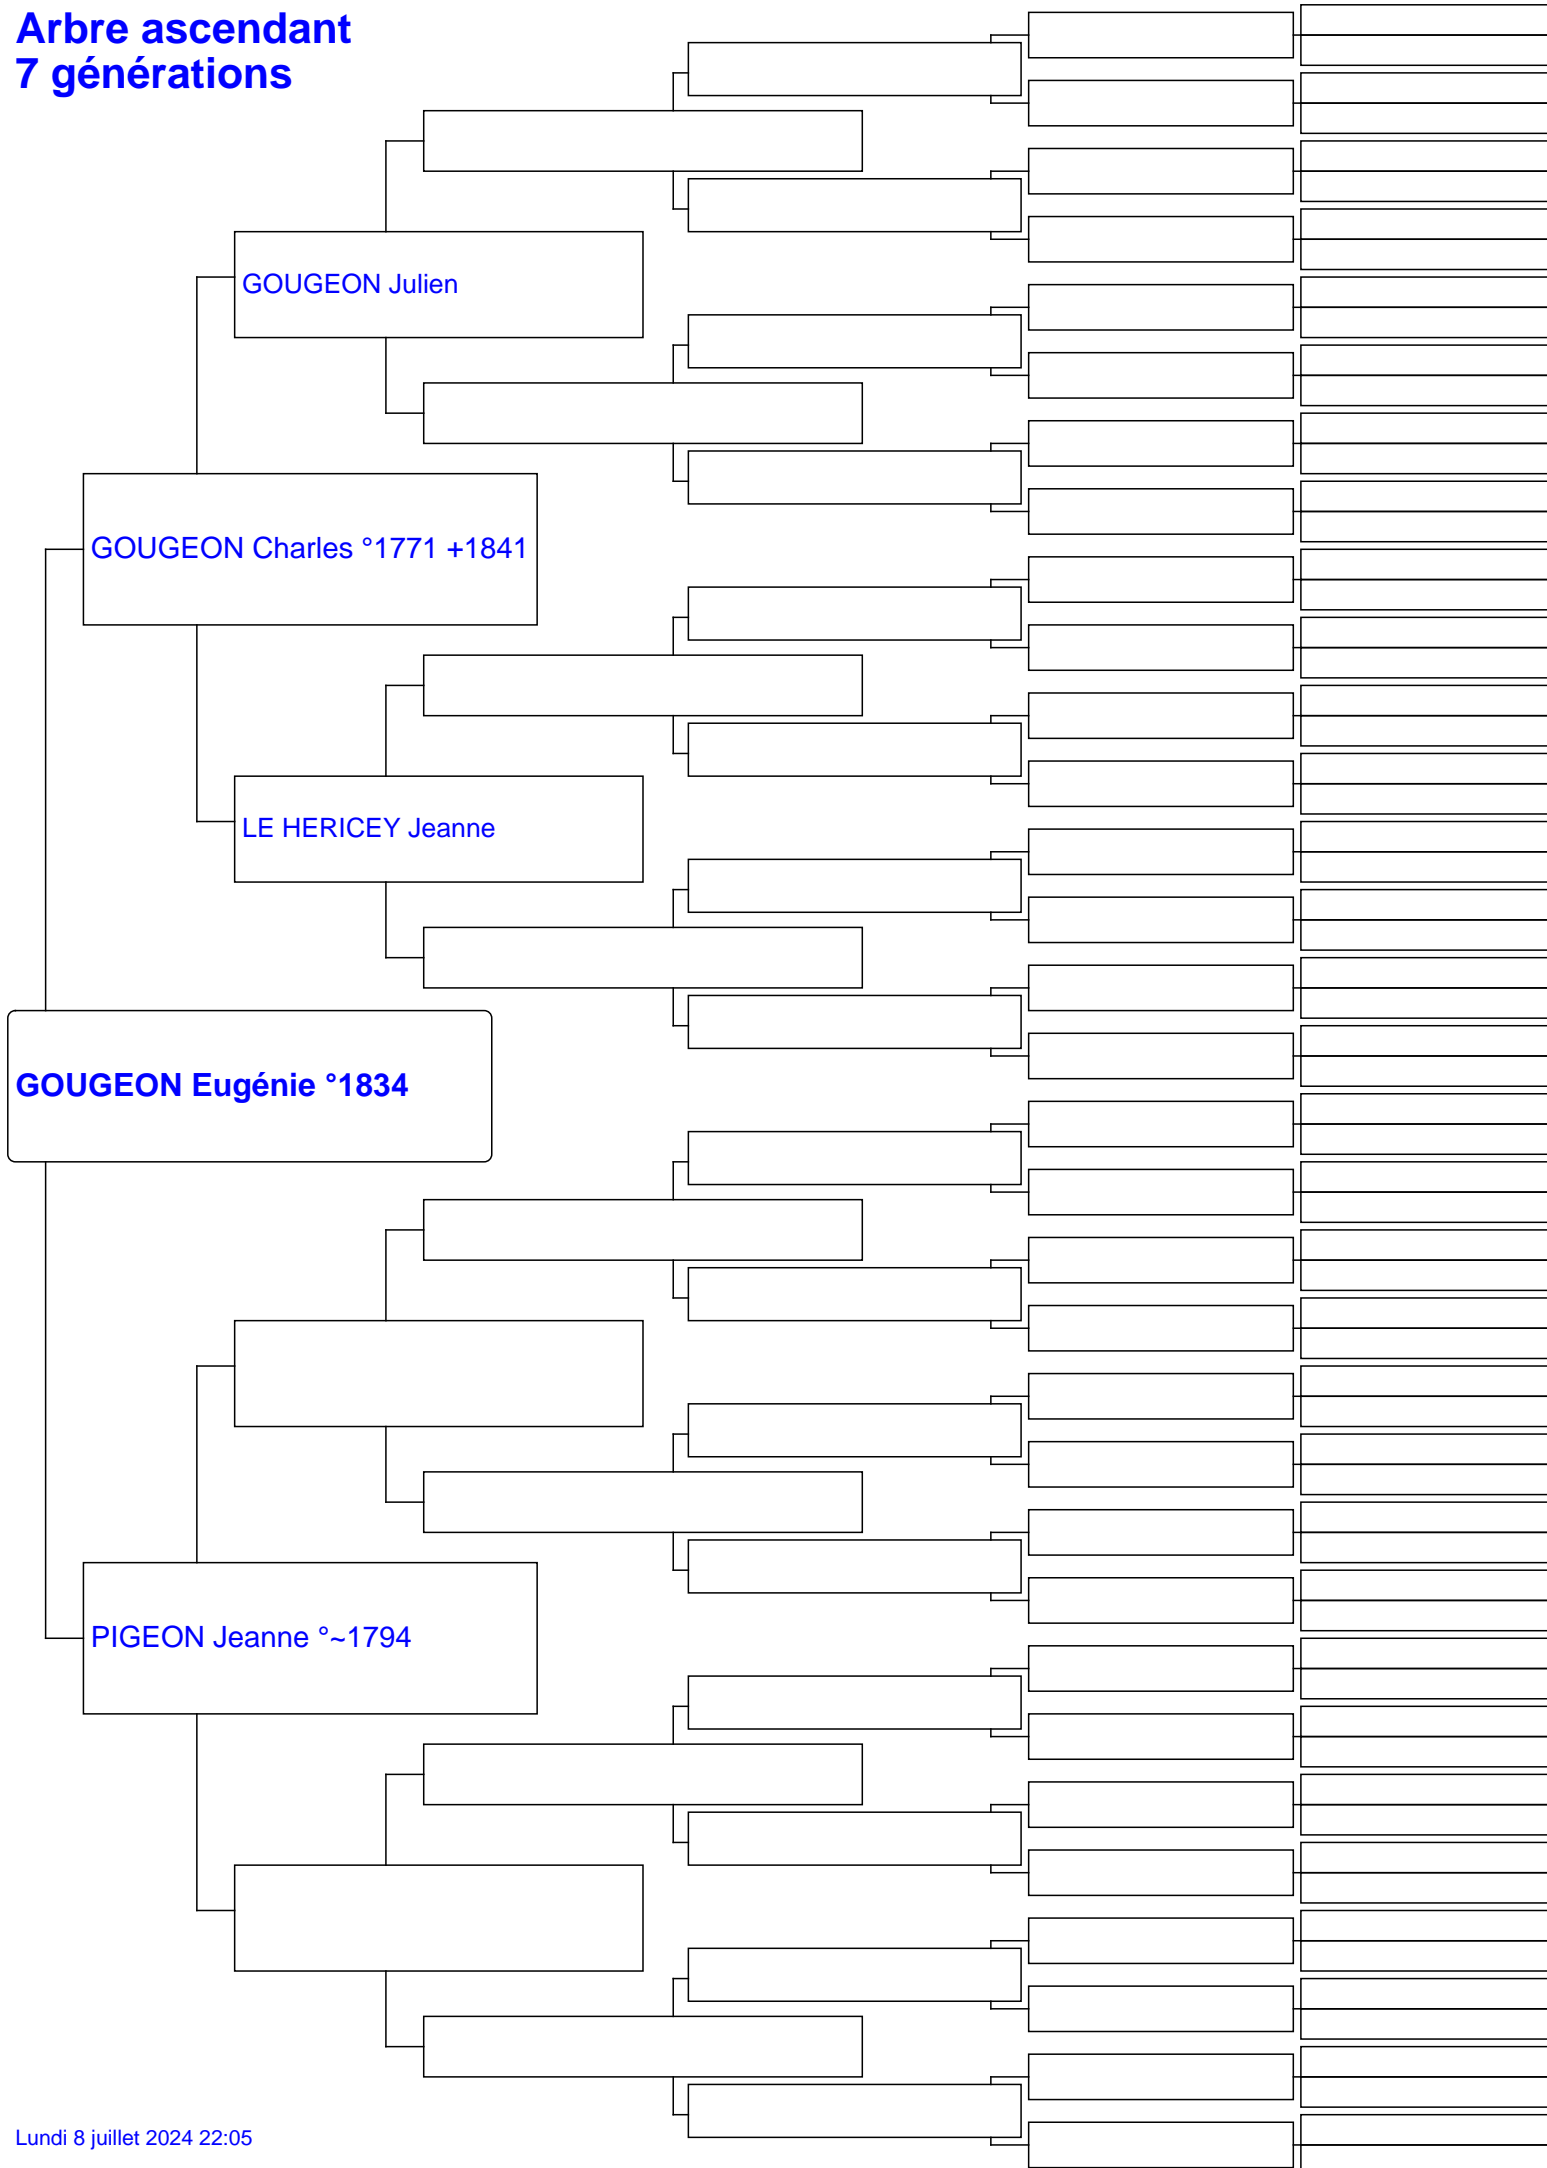 Arbre ascendant
7 générations
GOUGEON Julien
GOUGEON Charles °1771 +1841
LE HERICEY Jeanne
GOUGEON Eugénie °1834
PIGEON Jeanne °~1794
Lundi 8 juillet 2024 22:05